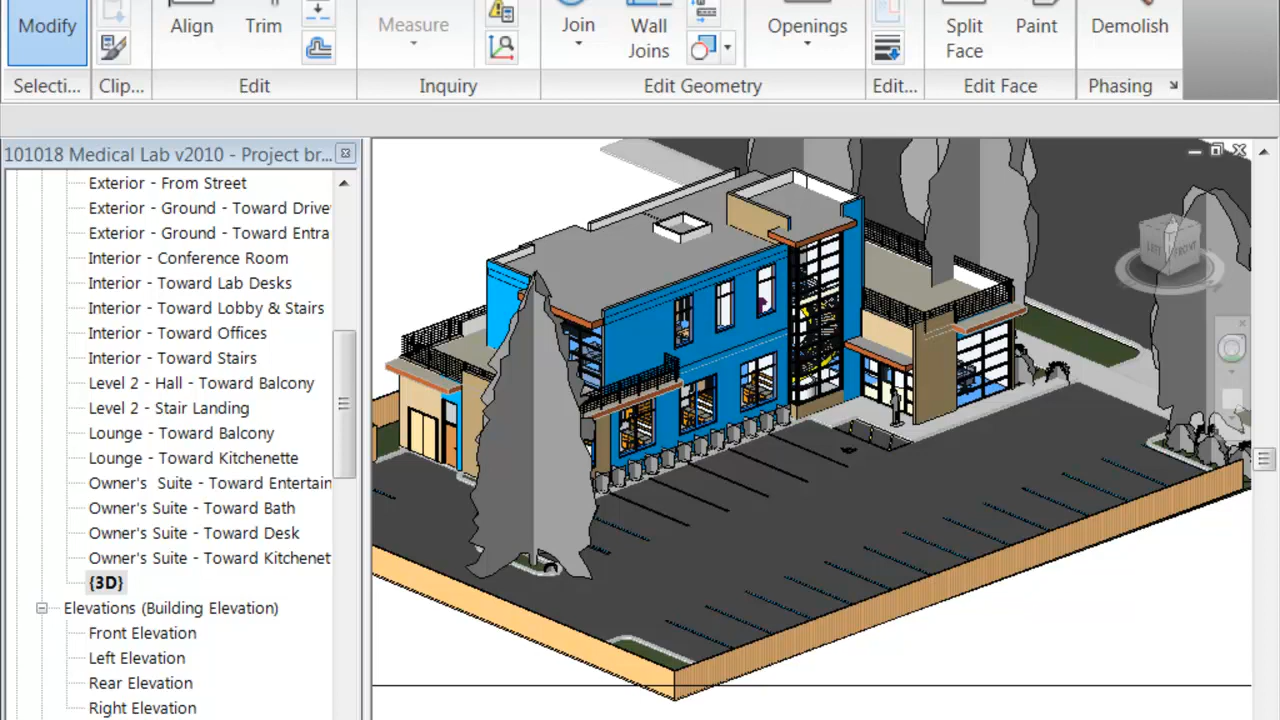 Modify
Align
Trim
Measure
Join
Wall
Joins
Openings
Split
Face
Paint
Demolish
Selecti...
Clip...
Edit
Inquiry
Edit Geometry
Edit...
Edit Face
Phasing
101018 Medical Lab v2010 - Project br...
Exterior - From Street
Exterior - Ground - Toward Drive
Exterior - Ground - Toward Entra
Interior - Conference Room
Interior - Toward Lab Desks
Interior - Toward Lobby & Stairs
Interior - Toward Offices
Interior - Toward Stairs
Level 2 - Hall - Toward Balcony
Level 2 - Stair Landing
Lounge - Toward Balcony
Lounge - Toward Kitchenette
Owner's Suite - Toward Entertain
Owner's Suite - Toward Bath
Owner's Suite - Toward Desk
Owner's Suite - Toward Kitchenet
{3D}
Elevations (Building Elevation)
Front Elevation
Left Elevation
Rear Elevation
Right Elevation
LEFT
FRONT